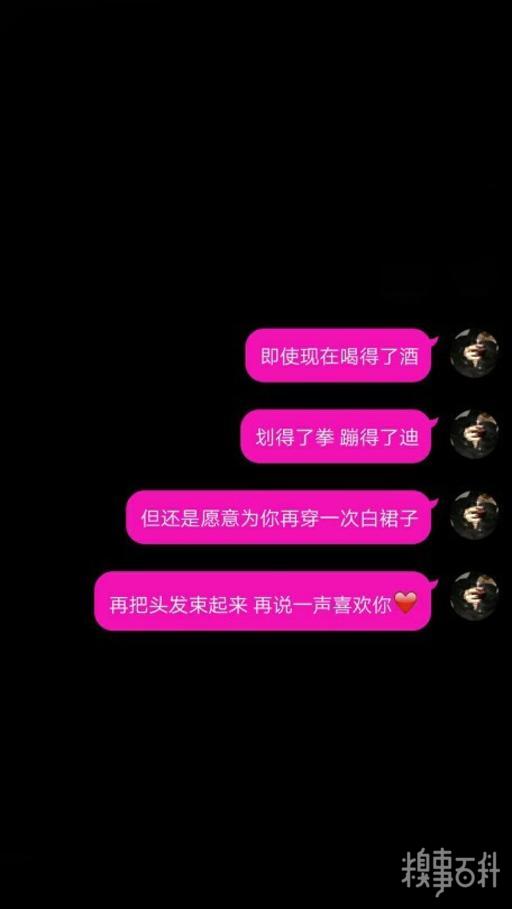 即使现在喝得了酒
划得了拳 蹦得了迪
但还是愿意为你再穿一次白裙子
再把头发束起来 再说一声喜欢你❤️
糗事百科